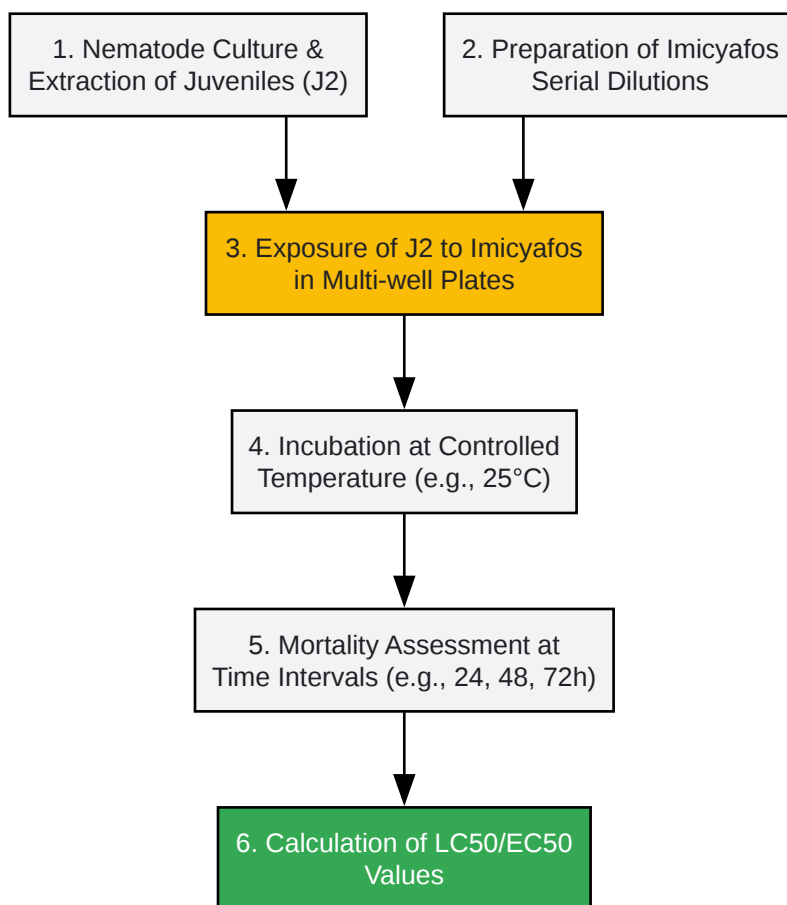 1. Nematode Culture &
Extraction of Juveniles (J2)
2. Preparation of Imicyafos
Serial Dilutions
3. Exposure of J2 to Imicyafos
in Multi-well Plates
4. Incubation at Controlled
Temperature (e.g., 25°C)
5. Mortality Assessment at
Time Intervals (e.g., 24, 48, 72h)
6. Calculation of LC50/EC50
Values